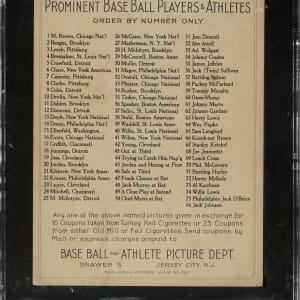 PROMINENT BASE BALL PLAYERS & ATHLETES
ORDER BY NUMBER ONLY
1 M. Brown, Chicago Nat'l
2 Bergen, Brooklyn
3 Leach, Pittsburg
4 Bresnahan, St. Louis Nat'l
5 Crawford, Detroit
6 Chase, New York American
7 Camnitz, Pittsburg
8 Clarke, Pittsburg
9 Cobb, Detroit
10 Devlin, New York Nat'l
11 Dahlen, Brooklyn
12 Donovan, Detroit
13 Doyle, New York Nat'l
14 Dooin, Philadelphia Nat'l
15 Elberfeld, Washington
16 Evers, Chicago Nat'l
17 Griffith, Cincinnati
18 Jennings, Detroit
19 Joss, Cleveland
20 Jordan, Brooklyn
21 Kleinow, New York American
22 Krause, Philadelphia American
23 Lajoie, Cleveland
24 Mitchell, Cincinnati
25 M. McIntyre, Detroit
26 McGraw, New York Nat'l
27 Mathewson, N. Y. Nat'l
28 H. McIntyre, Brooklyn
29 McConnell, Boston Amer.
30 Mullin, Detroit
31 Magee, Philadelphia Nat'l
32 Overall, Chicago National
33 Pfeister, Chicago National
34 Rucker, Brooklyn
35 Tinker, Chicago National
36 Speaker, Boston American
37 Sallee, St. Louis National
38 Stahl, Boston American
39 Waddell, St. Louis American
40 Willis, St. Louis National
41 Wiltse, New York National
42 Young, Cleveland
43 Out at Third
44 Trying to Catch Him Nap'g
45 Jordan and Herzog at First
46 Safe at Third
47 Frank Chance at Bat
48 Jack Murray at Bat
49 A Close Play at Second
50 Chief Myers at Bat
51 Jim Driscoll
52 Abe Attell
53 Ad. Wolgast
54 Johnny Coulon
55 James Jeffries
56 Jack (Twin) Sullivan
57 Battling Nelson
58 Packey McFarland
59 Tommy Murphy
60 Owen Moran
61 Johnny Marto
62 Jimmie Gardner
63 Harry Lewis
64 Wm. Papke
65 Sam Langford
66 Knock-out Brown
67 Stanley Ketchel
68 Joe Jeannette
69 Leach Cross
70 Phil. McGovern
71 Battling Hurley
72 Honey Mellody
73 Al Kaufman
74 Willie Lewis
75 Philadelphia Jack O'Brien
76 Jack Johnson
Any one of the above named pictures given in exchange for
10 Coupons taken from Turkey Red Cigarettes or 25 Coupons
from either Old Mill or Fez Cigarettes. Send coupons by
Mail or express, charges prepaid to
BASE BALL AND ATHLETE PICTURE DEPT.
DRAWER S JERSEY CITY, N.J.
THIS OFFER EXPIRES JUNE 30, 1911